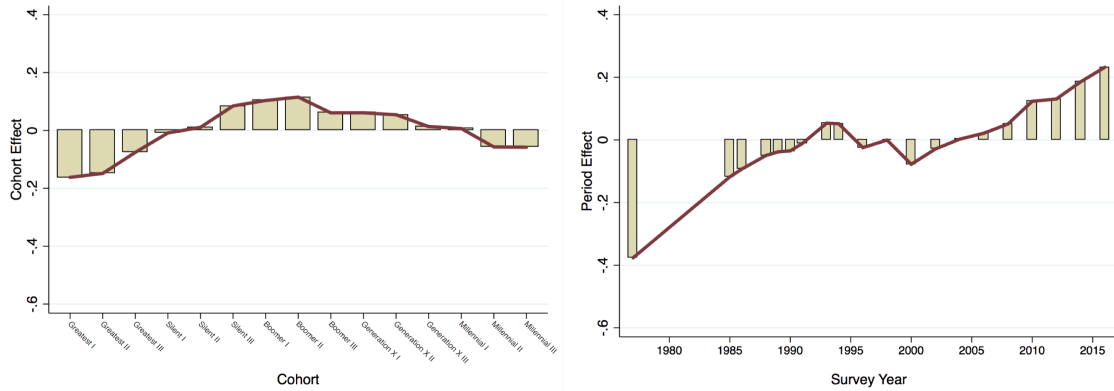 Cohort Effect
.4
.2
0
-.2
-.4
-.6
Greatest I
Greatest II
Greatest III
Silent I
Silent II
Silent III
Boomer I
Boomer II
Boomer III
Generation X I
Generation X II
Generation X III
Millennial I
Millennial II
Millennial III
Cohort
Period Effect
.4
.2
0
-.2
-.4
-.6
1980 1985 1990 1995 2000 2005 2010 2015
Survey Year